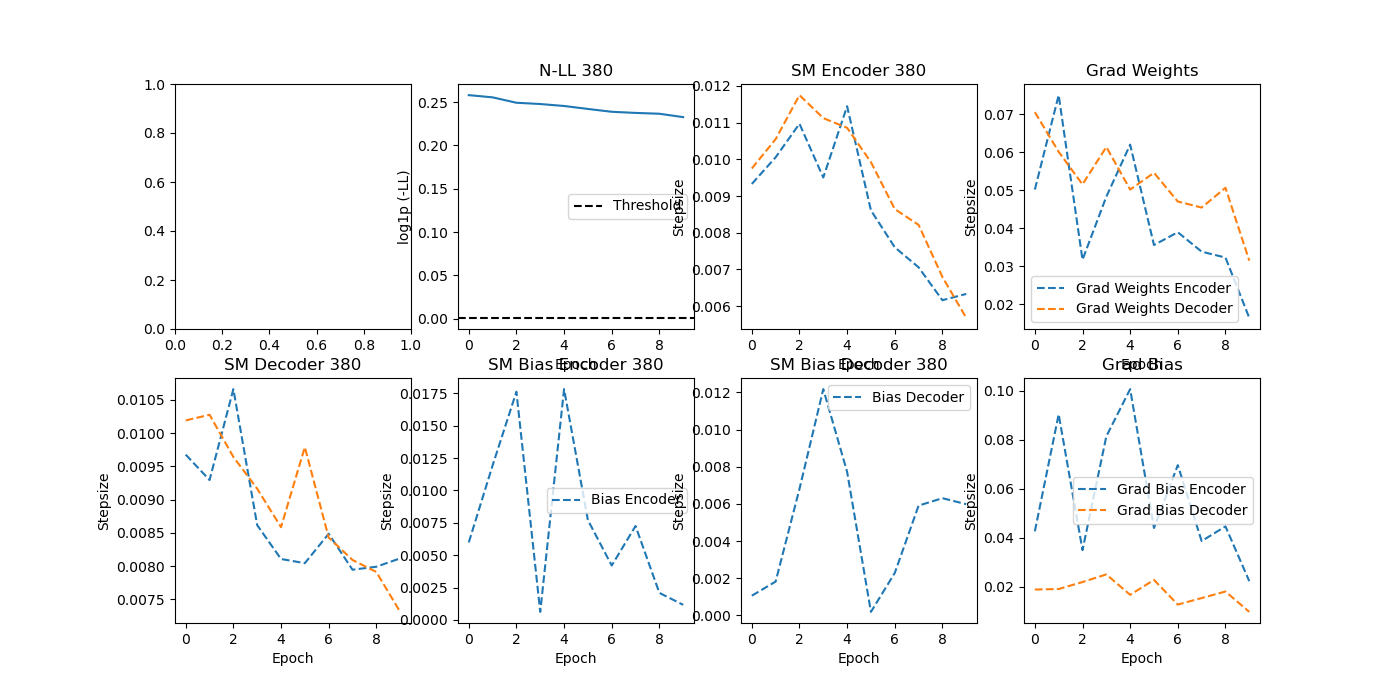 N-LL 380
SM Encoder 380
Grad Weights
1.0
0.8
0.6
0.4
0.2
0.0
0.0 0.2 0.4 0.6 0.8 1.0
log1p (-LL)
0.25
0.20
0.15
0.10
0.05
0.00
0 2 4 6 8
Epoch
Threshold
Stepsize
0.012
0.011
0.010
0.009
0.008
0.007
0.006
0 2 4 6 8
Epoch
Stepsize
0.07
0.06
0.05
0.04
0.03
0.02
0 2 4 6 8
Epoch
Grad Weights Encoder
Grad Weights Decoder
SM Decoder 380
SM Bias Encoder 380
SM Bias Decoder 380
Grad Bias
Stepsize
0.0105
0.0100
0.0095
0.0090
0.0085
0.0080
0.0075
0 2 4 6 8
Epoch
Stepsize
0.0175
0.0150
0.0125
0.0100
0.0075
0.0050
0.0025
0.0000
0 2 4 6 8
Epoch
Bias Encoder
Stepsize
0.012
0.010
0.008
0.006
0.004
0.002
0.000
0 2 4 6 8
Epoch
Bias Decoder
Stepsize
0.10
0.08
0.06
0.04
0.02
0 2 4 6 8
Epoch
Grad Bias Encoder
Grad Bias Decoder